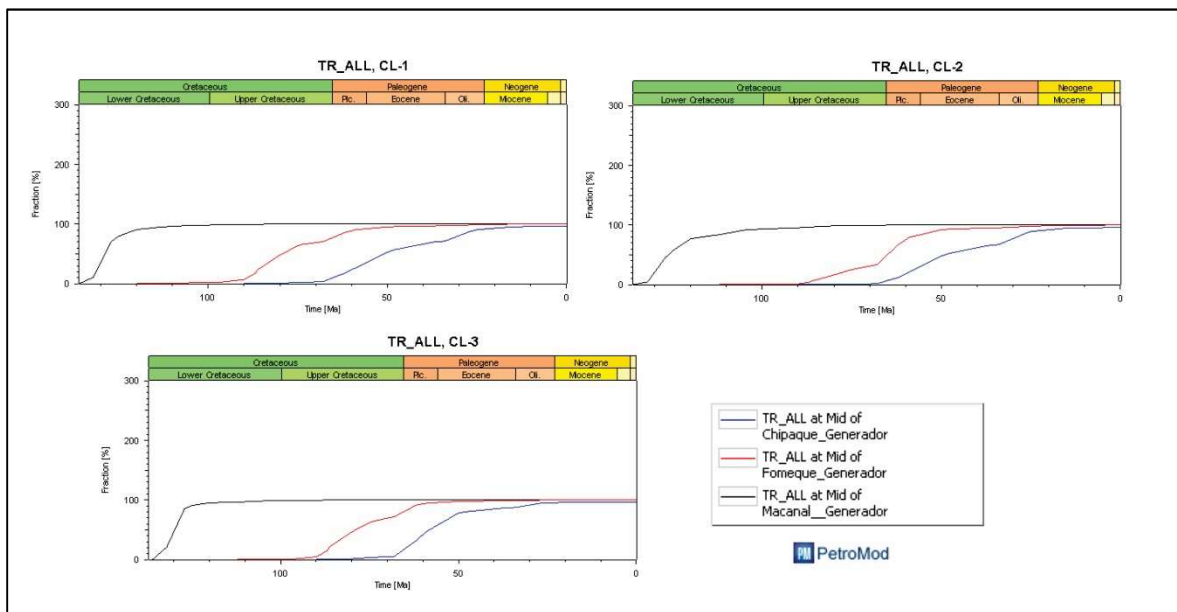 TR_ALL, CL-1
Cretaceous Paleogene Neogene
Lower Cretaceous Upper Cretaceous Plc. Eocene Oli. Miocene
300
200
100
0
Fraction [%]
100 50 0
Time [Ma]
TR_ALL, CL-2
Cretaceous Paleogene Neogene
Lower Cretaceous Upper Cretaceous Plc. Eocene Oli. Miocene
300
200
100
0
Fraction [%]
100 50 0
Time [Ma]
TR_ALL, CL-3
Cretaceous Paleogene Neogene
Lower Cretaceous Upper Cretaceous Plc. Eocene Oli. Miocene
300
200
100
0
Fraction [%]
100 50 0
Time [Ma]
TR_ALL at Mid of
Chipaque_Generador
TR_ALL at Mid of
Fomeque_Generador
TR_ALL at Mid of
Macanal__Generador
PM PetroMod